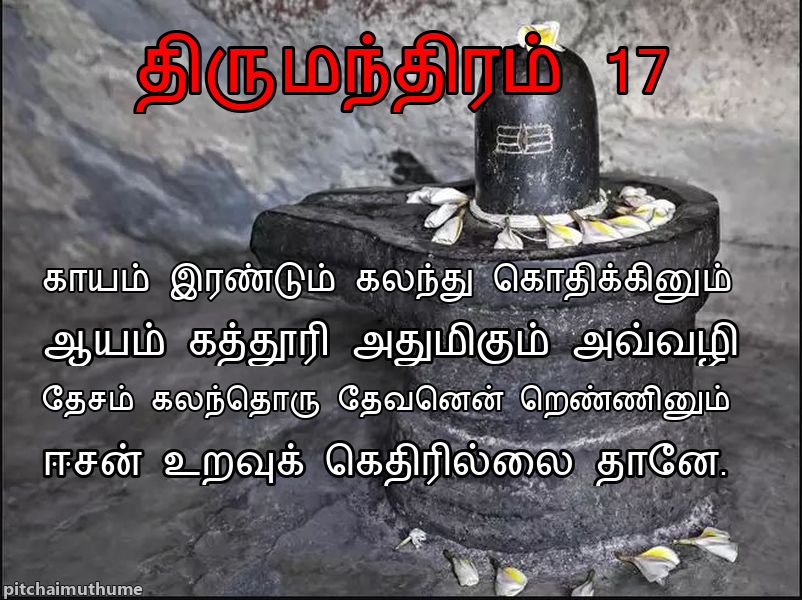 திருமந்திரம் 17
காயம் இரண்டும் கலந்து கொதிக்கினும்
ஆயம் கத்தூரி அதுமிகும் அவ்வழி
தேசம் கலந்தொரு தேவனென் றெண்ணினும்
ஈசன் உறவுக் கெதிரில்லை தானே.
pitchaimuthume